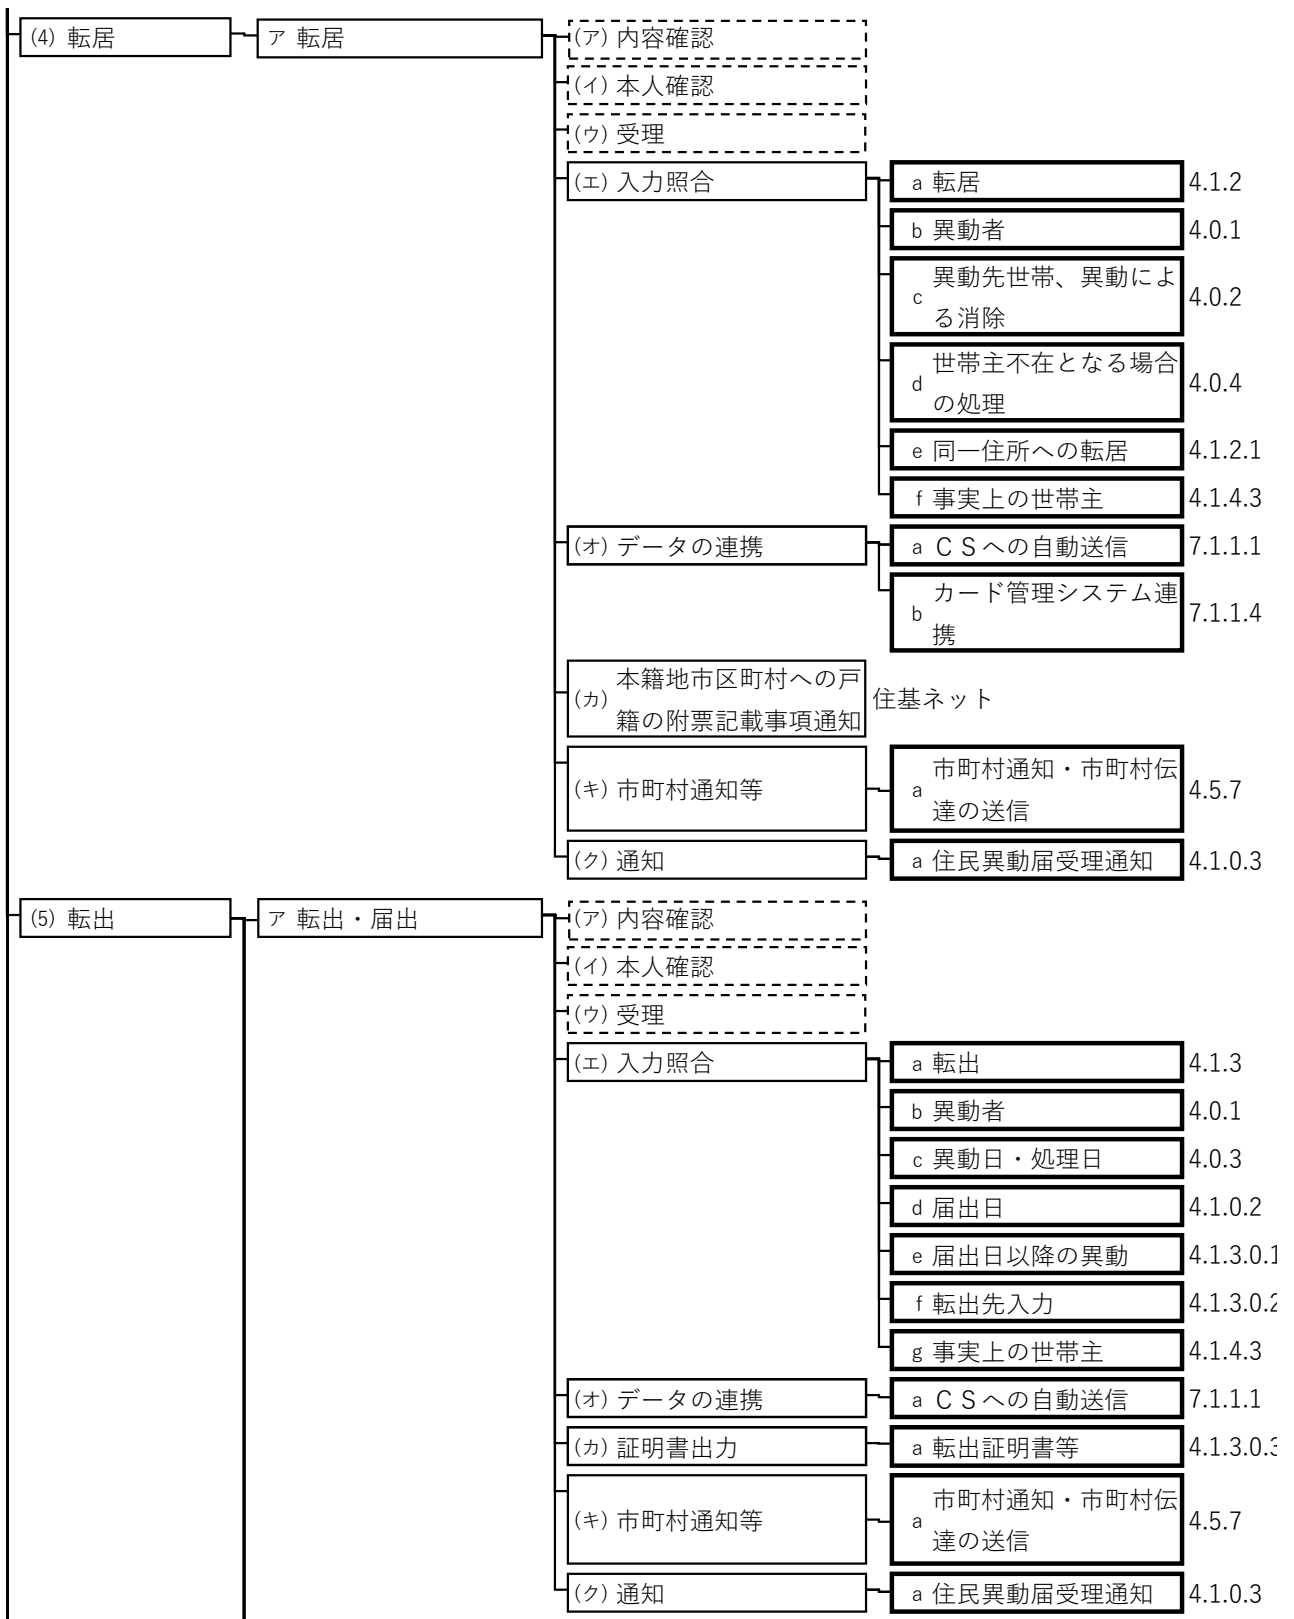 (4) 転居
ア 転居
(ア) 内容確認
(イ) 本人確認
(ウ) 受理
(エ) 入力照合
a 転居 4.1.2
b 異動者 4.0.1
c 異動先世帯、異動によ
る消除 4.0.2
d 世帯主不在となる場合
の処理 4.0.4
e 同一住所への転居 4.1.2.1
f 事実上の世帯主 4.1.4.3
(オ) データの連携
a ＣＳへの自動送信 7.1.1.1
b カード管理システム連
携 7.1.1.4
(カ) 本籍地市区町村への戸
籍の附票記載事項通知
住基ネット
(キ) 市町村通知等
a 市町村通知・市町村伝
達の送信 4.5.7
(ク) 通知
a 住民異動届受理通知 4.1.0.3
(5) 転出
ア 転出・届出
(ア) 内容確認
(イ) 本人確認
(ウ) 受理
(エ) 入力照合
a 転出 4.1.3
b 異動者 4.0.1
c 異動日・処理日 4.0.3
d 届出日 4.1.0.2
e 届出日以降の異動 4.1.3.0.1
f 転出先入力 4.1.3.0.2
g 事実上の世帯主 4.1.4.3
(オ) データの連携
a ＣＳへの自動送信 7.1.1.1
(カ) 証明書出力
a 転出証明書等 4.1.3.0.3
(キ) 市町村通知等
a 市町村通知・市町村伝
達の送信 4.5.7
(ク) 通知
a 住民異動届受理通知 4.1.0.3